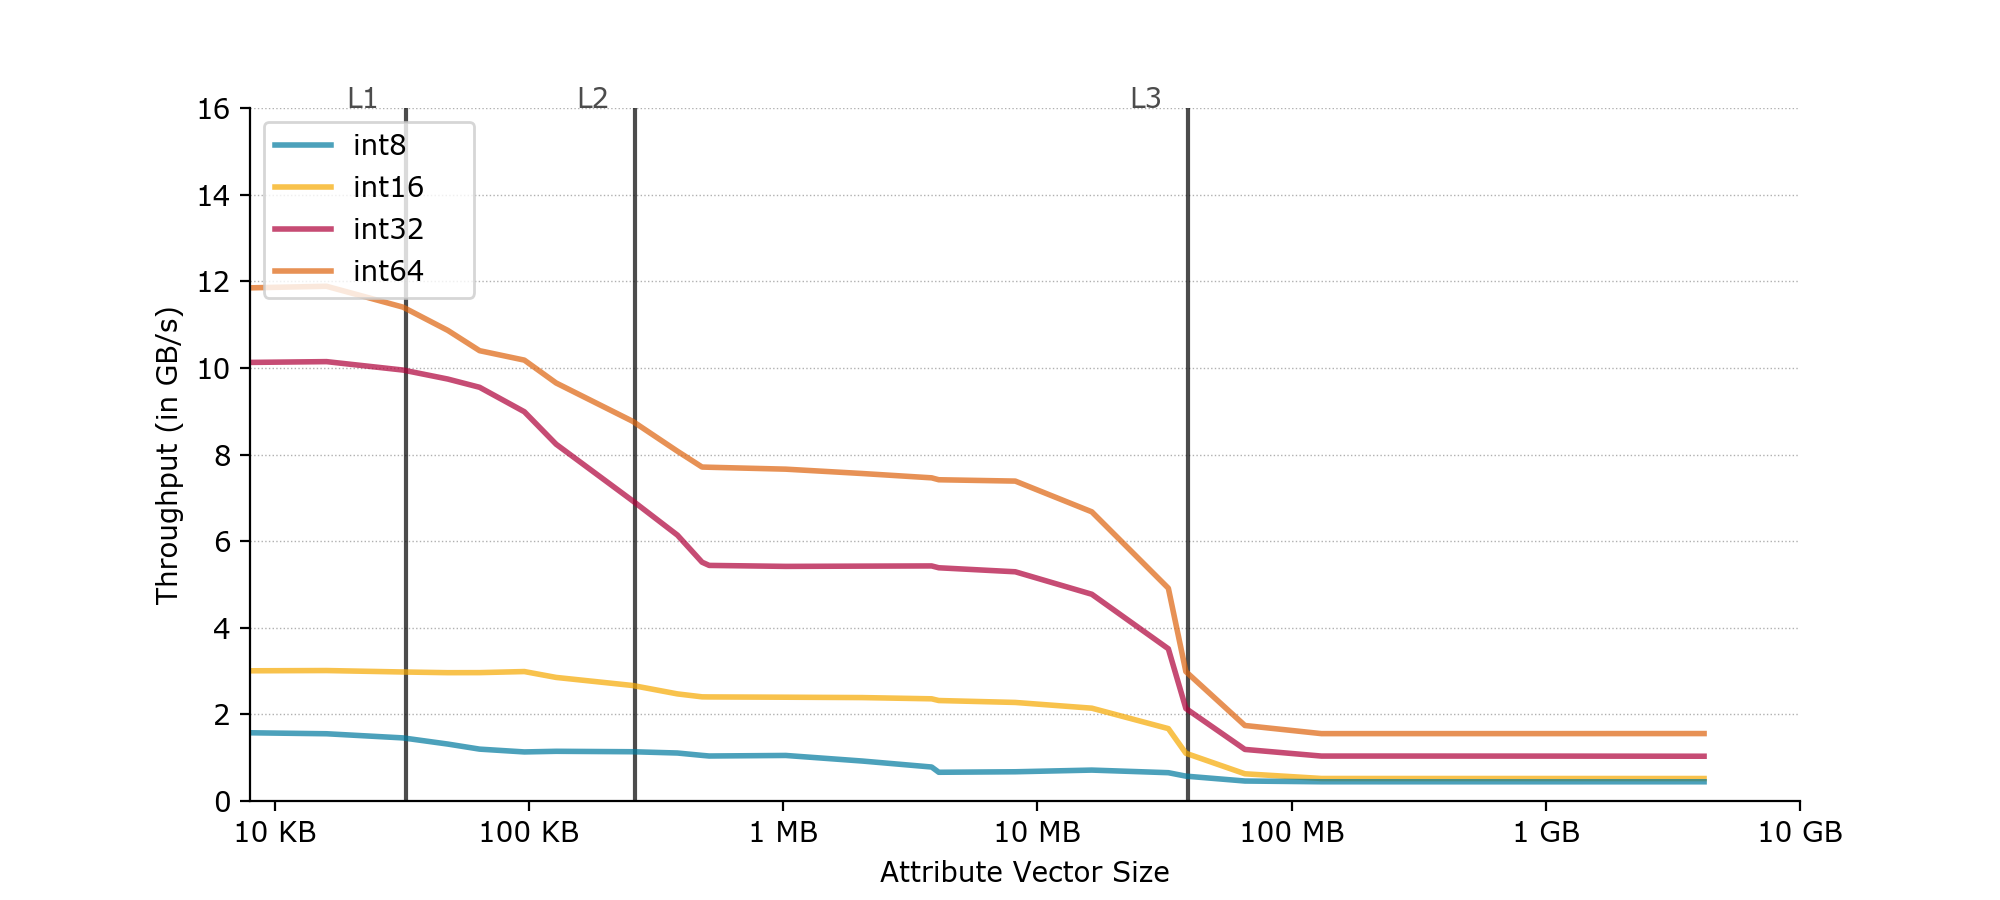 L1 L2 L3
16
14
12
10
8
6
4
2
0
Throughput (in GB/s)
int8
int16
int32
int64
10 KB 100 KB 1 MB 10 MB 100 MB 1 GB 10 GB
Attribute Vector Size